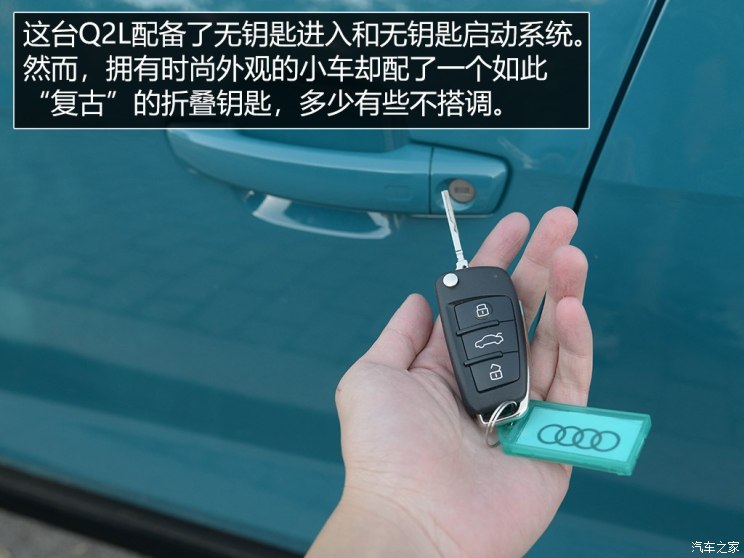 这台Q2L配备了无钥匙进入和无钥匙启动系统。
然而，拥有时尚外观的小车却配了一个如此
“复古”的折叠钥匙，多少有些不搭调。
汽车之家